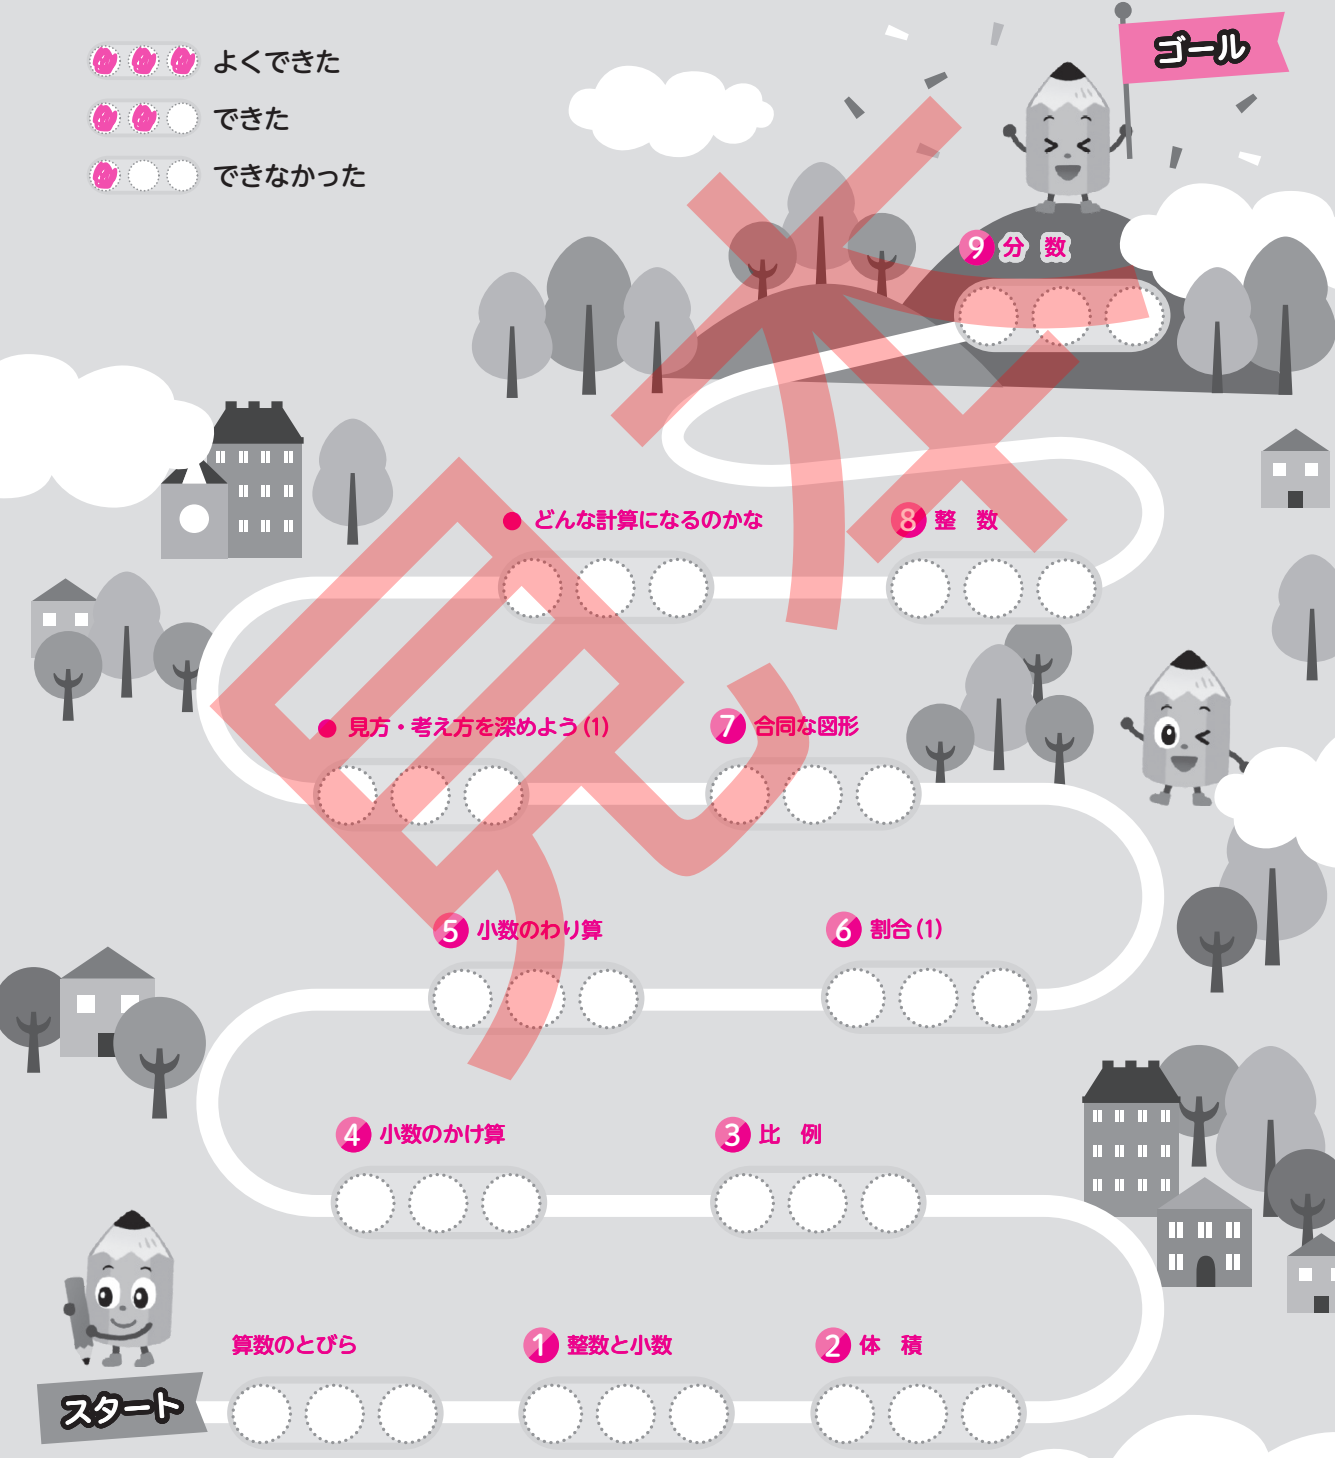 よくできた
できた
できなかった
ゴール
9 分　数
● どんな計算になるのかな
8 整　数
● 見方・考え方を深めよう(1)
7 合同な図形
5 小数のわり算
6 割合(1)
4 小数のかけ算
3 比　例
算数のとびら
1 整数と小数
2 体　積
スタート
見本